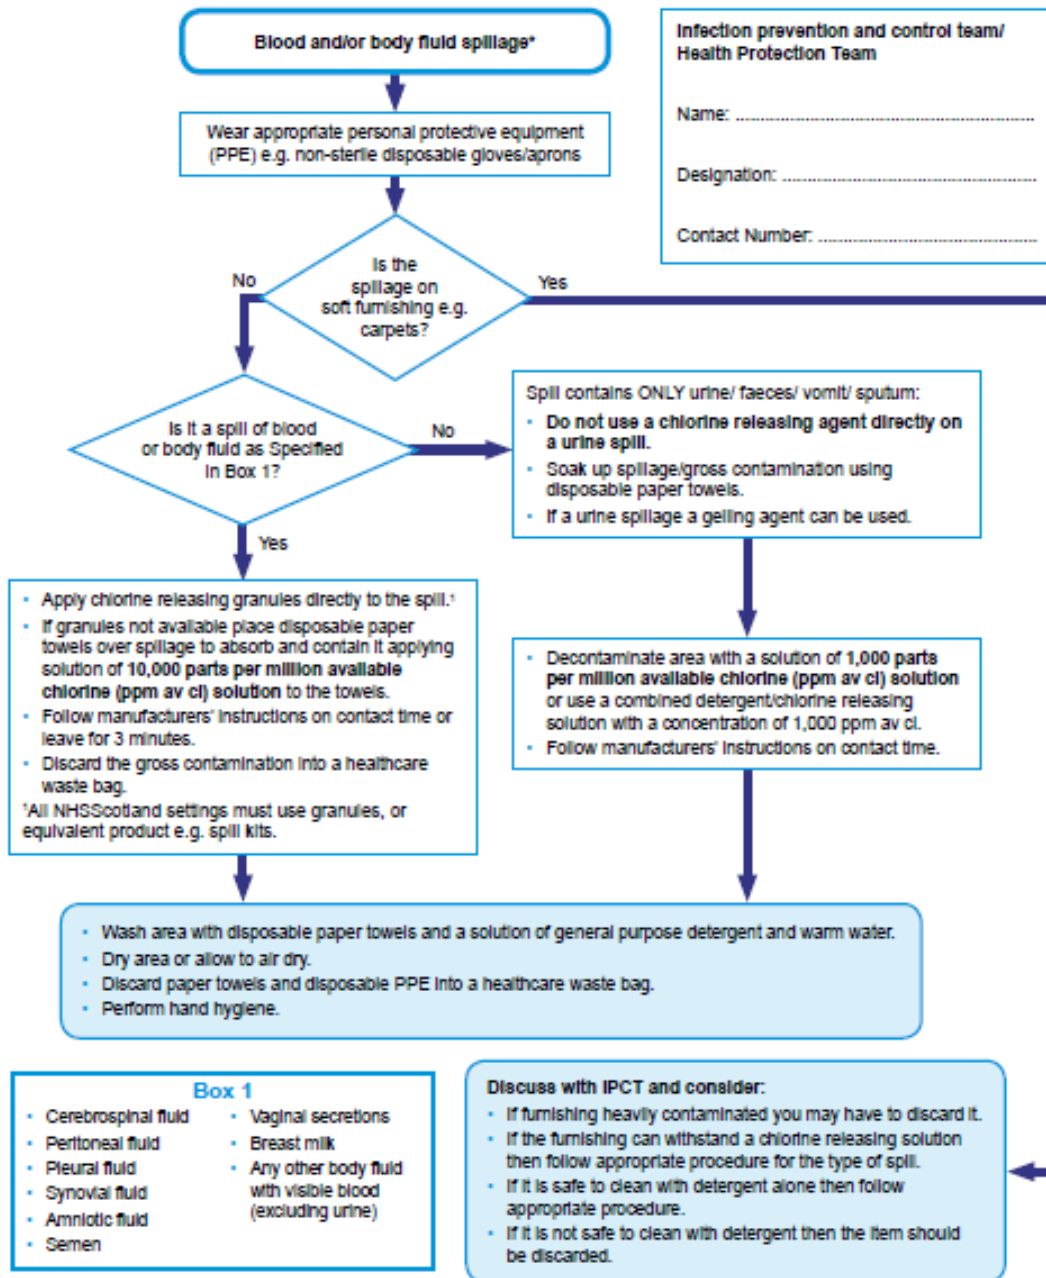 Blood and/or body fluid spillage*
Infection prevention and control team/
Health Protection Team
Name: ................................................................
Designation: ......................................................
Contact Number: ..............................................
Wear appropriate personal protective equipment
(PPE) e.g. non-sterile disposable gloves/aprons
Is the
spillage on
soft furnishing e.g.
carpets?
No
Yes
Is it a spill of blood
or body fluid as Specified
in Box 1?
No
Yes
Spill contains ONLY urine/ faeces/ vomit/ sputum:
• Do not use a chlorine releasing agent directly on
a urine spill.
• Soak up spillage/gross contamination using
disposable paper towels.
• If a urine spillage a gelling agent can be used.
• Apply chlorine releasing granules directly to the spill.¹
• If granules not available place disposable paper
towels over spillage to absorb and contain it applying
solution of 10,000 parts per million available
chlorine (ppm av cl) solution to the towels.
• Follow manufacturers' instructions on contact time or
leave for 3 minutes.
• Discard the gross contamination into a healthcare
waste bag.
¹All NHSScotland settings must use granules, or
equivalent product e.g. spill kits.
• Decontaminate area with a solution of 1,000 parts
per million available chlorine (ppm av cl) solution
or use a combined detergent/chlorine releasing
solution with a concentration of 1,000 ppm av cl.
• Follow manufacturers' instructions on contact time.
• Wash area with disposable paper towels and a solution of general purpose detergent and warm water.
• Dry area or allow to air dry.
• Discard paper towels and disposable PPE into a healthcare waste bag.
• Perform hand hygiene.
Box 1
• Cerebrospinal fluid
• Peritoneal fluid
• Pleural fluid
• Synovial fluid
• Amniotic fluid
• Semen
• Vaginal secretions
• Breast milk
• Any other body fluid
with visible blood
(excluding urine)
Discuss with IPCT and consider:
• If furnishing heavily contaminated you may have to discard it.
• If the furnishing can withstand a chlorine releasing solution
then follow appropriate procedure for the type of spill.
• If it is safe to clean with detergent alone then follow
appropriate procedure.
• If it is not safe to clean with detergent then the item should
be discarded.